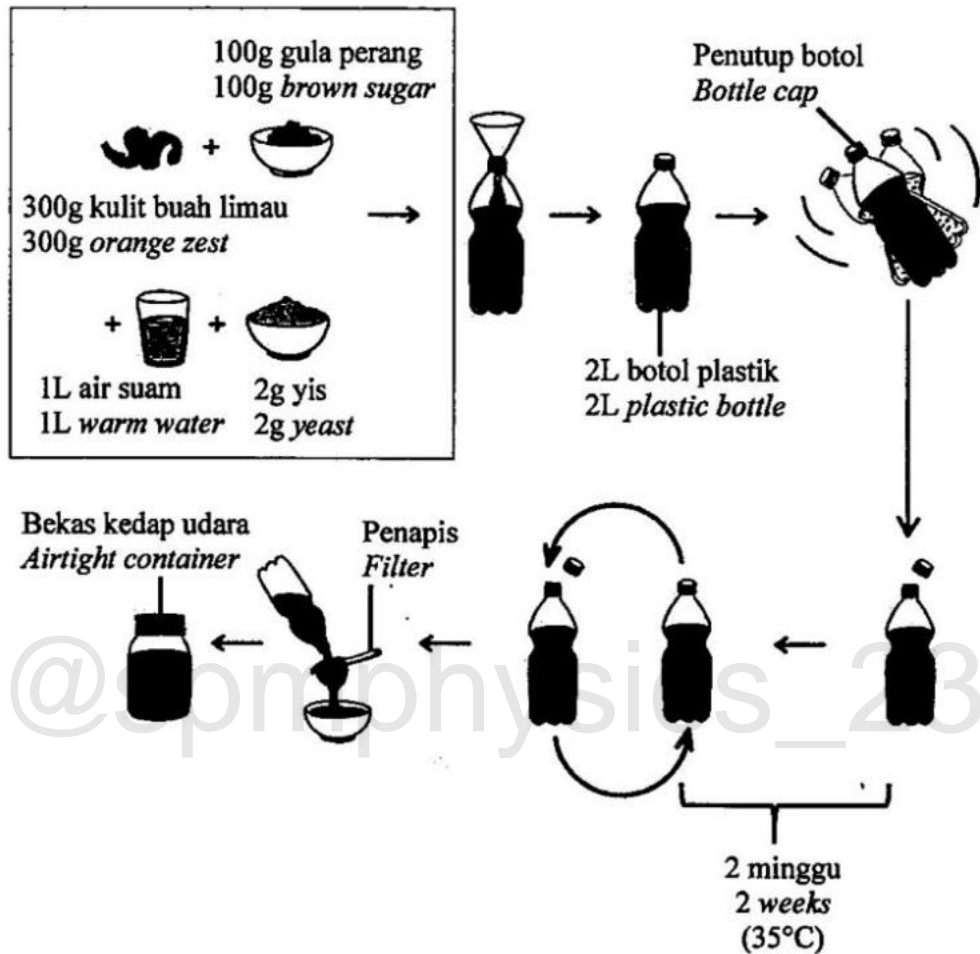 100g gula perang
100g brown sugar
+
300g kulit buah limau
300g orange zest
+ +
1L air suam
1L warm water
2g yis
2g yeast
2L botol plastik
2L plastic bottle
Penutup botol
Bottle cap
Bekas kedap udara
Airtight container
Penapis
Filter
2 minggu
2 weeks
(35°C)
@spmphysics_23